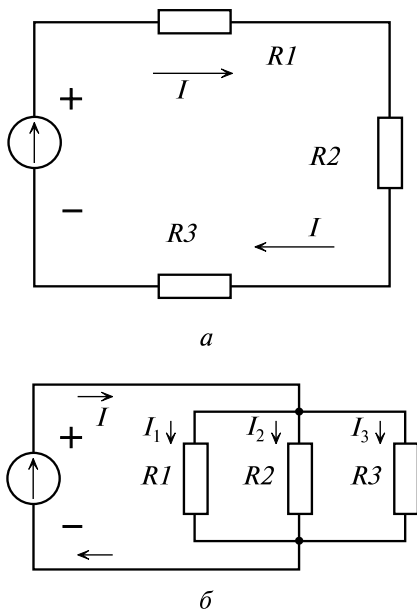 R1
+
I
R2
−
R3
I
а
I
+
I₁
I₂
I₃
R1
R2
R3
−
б